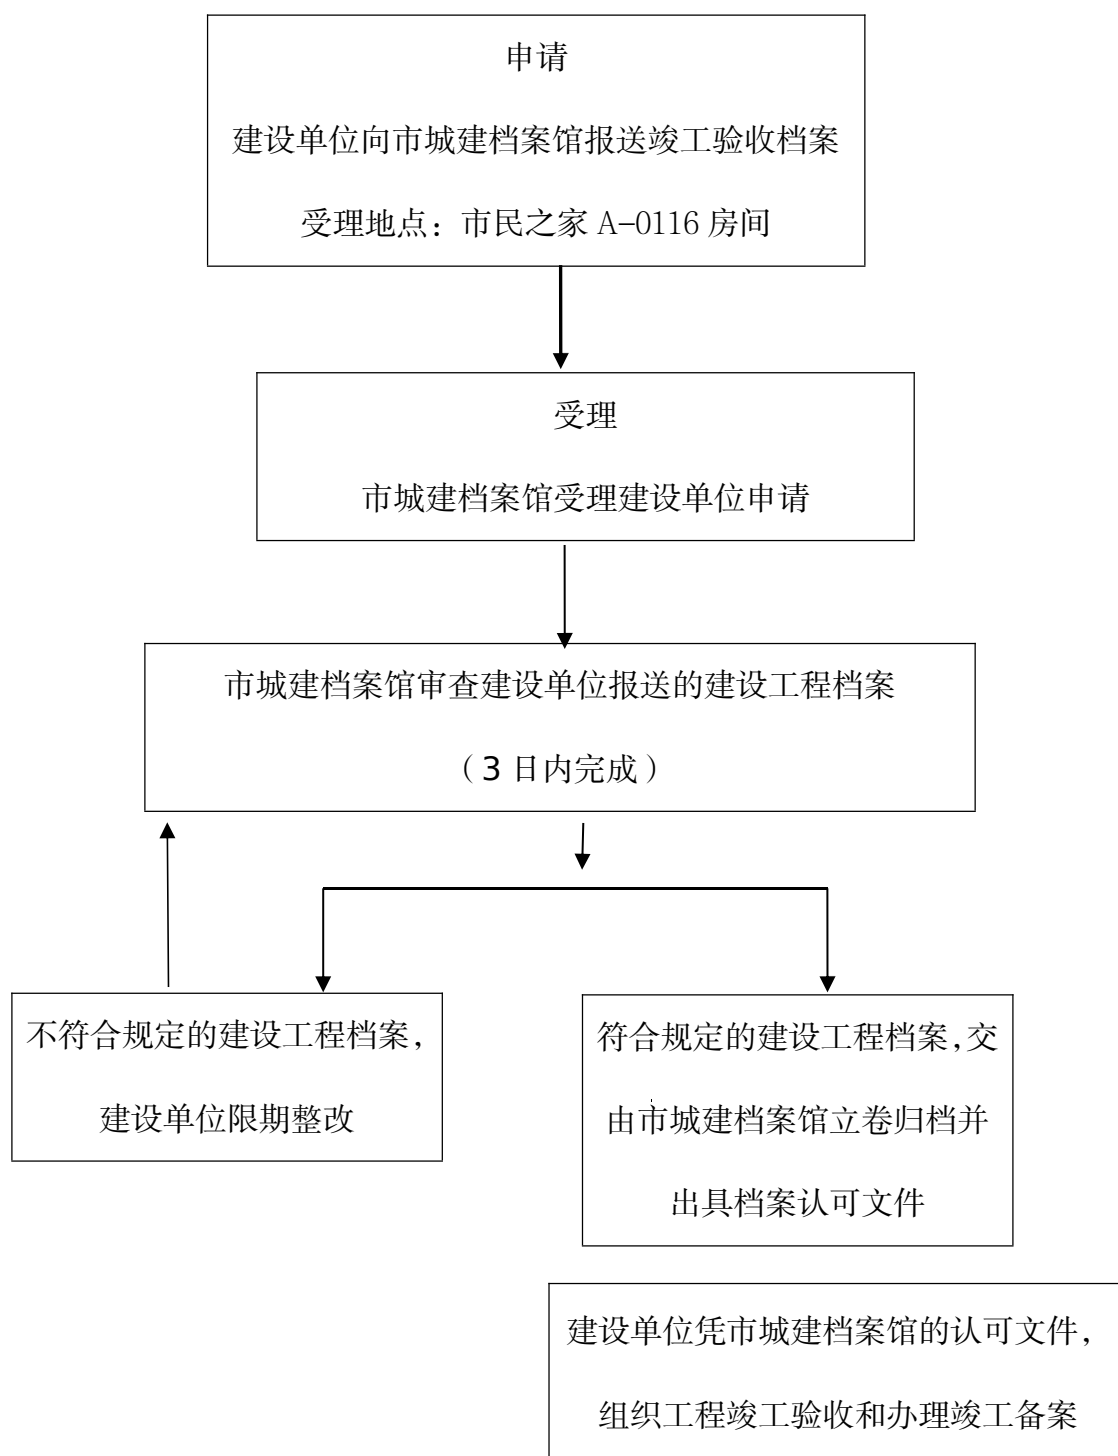 申请
建设单位向市城建档案馆报送竣工验收档案
受理地点：市民之家 A-0116 房间
受理
市城建档案馆受理建设单位申请
市城建档案馆审查建设单位报送的建设工程档案
（3 日内完成）
不符合规定的建设工程档案，
建设单位限期整改
符合规定的建设工程档案，交
由市城建档案馆立卷归档并
出具档案认可文件
建设单位凭市城建档案馆的认可文件，
组织工程竣工验收和办理竣工备案